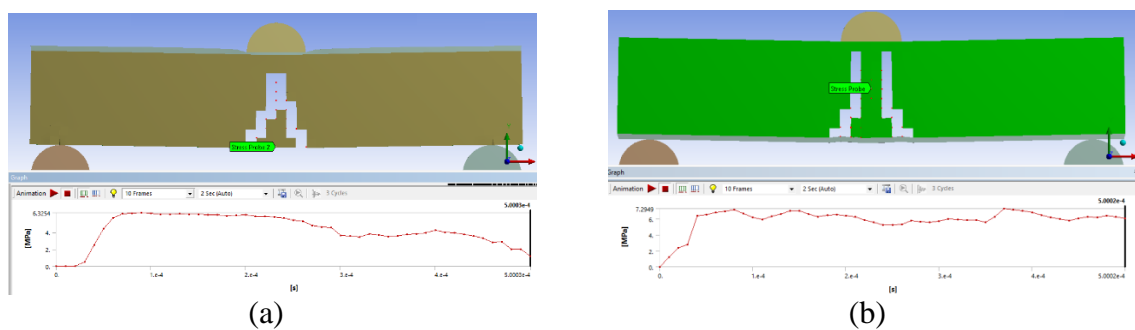 Stress Probe 2
Graph
Animation 10 Frames 2 Sec (Auto) 3 Cycles
5.0003e-4
6.3254
4.
2.
0.
[MPa]
0. 1.e-4 2.e-4 3.e-4 4.e-4 5.0003e-4
[s]
(a)
Stress Probe
Graph
Animation 10 Frames 2 Sec (Auto) 3 Cycles
5.0002e-4
7.2949
6.
4.
2.
0.
[MPa]
0. 1.e-4 2.e-4 3.e-4 4.e-4 5.0002e-4
[s]
(b)